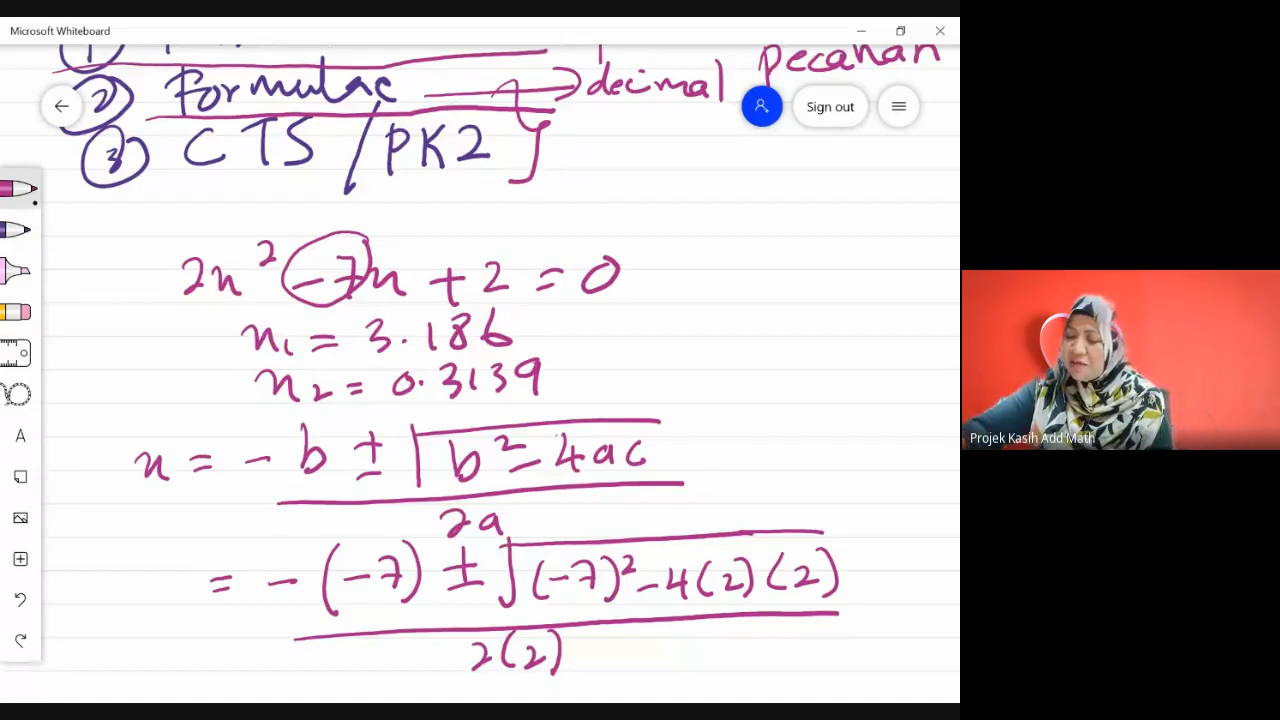 Microsoft Whiteboard
①
pecahan
② Formulae → decimal
Sign out
③ CTS / PK2
2x² - 7x + 2 = 0
x₁ = 3.186
x₂ = 0.3139
x = - b ± √b² - 4ac
2a
= - (-7) ± √(-7)² - 4(2)(2)
2(2)
A
Projek Kasih Add Math